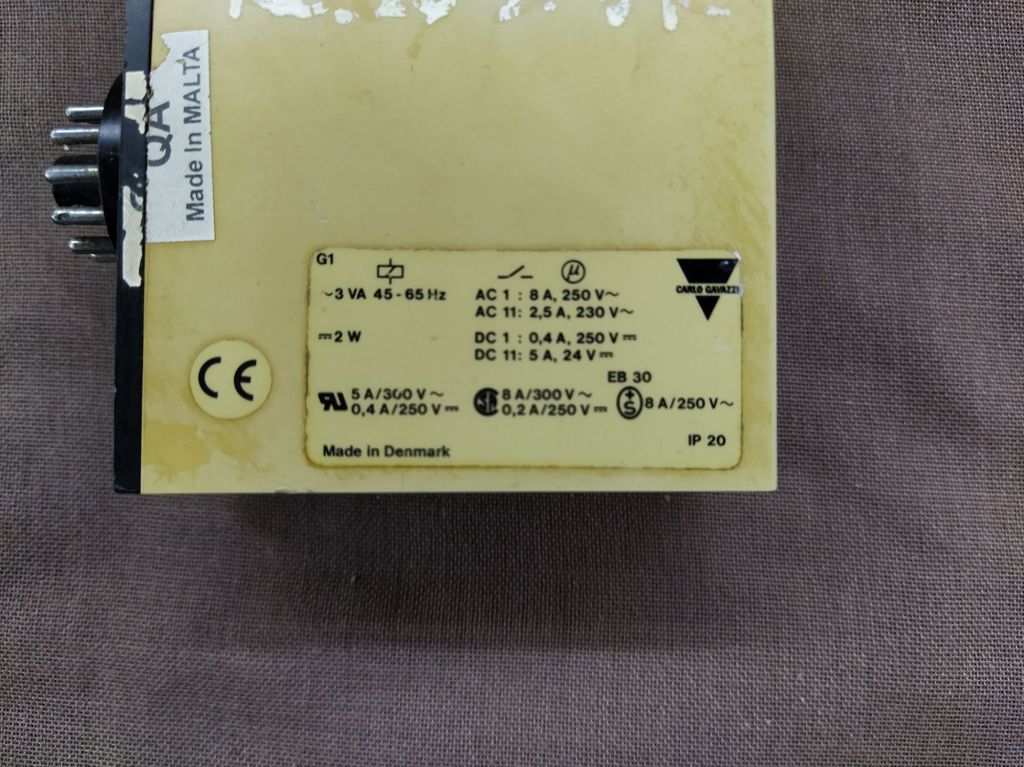 QA
Made In MALTA
G1
~3 VA 45-65 Hz
2 W
µ
AC 1 : 8 A, 250 V~
AC 11: 2,5 A, 230 V~
DC 1 : 0,4 A, 250 V
DC 11: 5 A, 24 V
CARLO GAVAZZI
CE
5 A/300 V~
0,4 A/250 V
8 A/300 V~
0,2 A/250 V
EB 30
+S
8 A/250 V~
Made in Denmark
IP 20